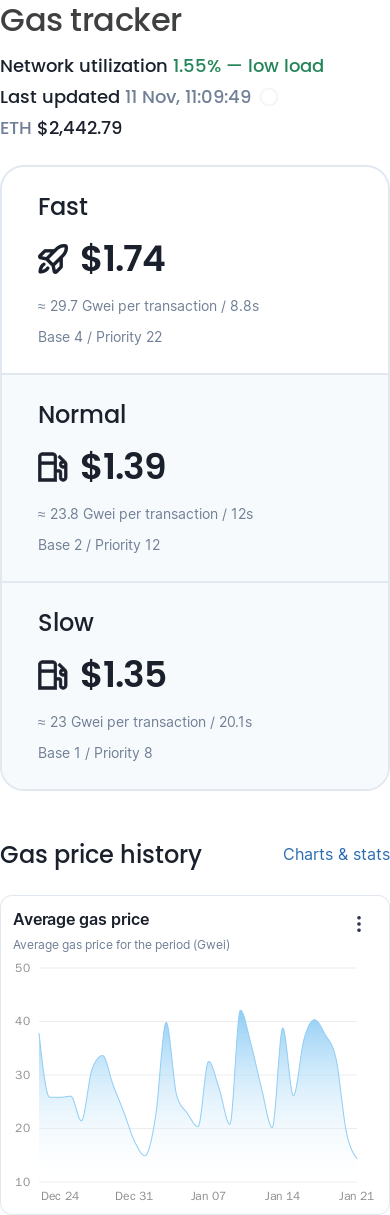 Gas tracker
Network utilization 1.55% — low load
Last updated 11 Nov, 11:09:49
ETH $2,442.79
Fast
$1.74
≈ 29.7 Gwei per transaction / 8.8s
Base 4 / Priority 22
Normal
$1.39
≈ 23.8 Gwei per transaction / 12s
Base 2 / Priority 12
Slow
$1.35
≈ 23 Gwei per transaction / 20.1s
Base 1 / Priority 8
Gas price history Charts & stats
Average gas price
Average gas price for the period (Gwei)
50
40
30
20
10
Dec 24 Dec 31 Jan 07 Jan 14 Jan 21